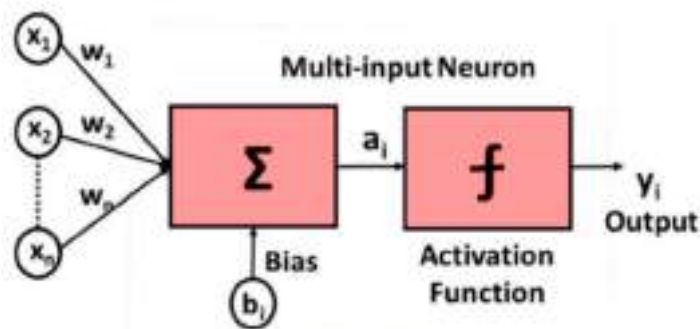 x₁
w₁
Multi-input Neuron
x₂
w₂
Σ
aᵢ
⨍
yᵢ
Output
wₙ
xₙ
Bias
bᵢ
Activation
Function